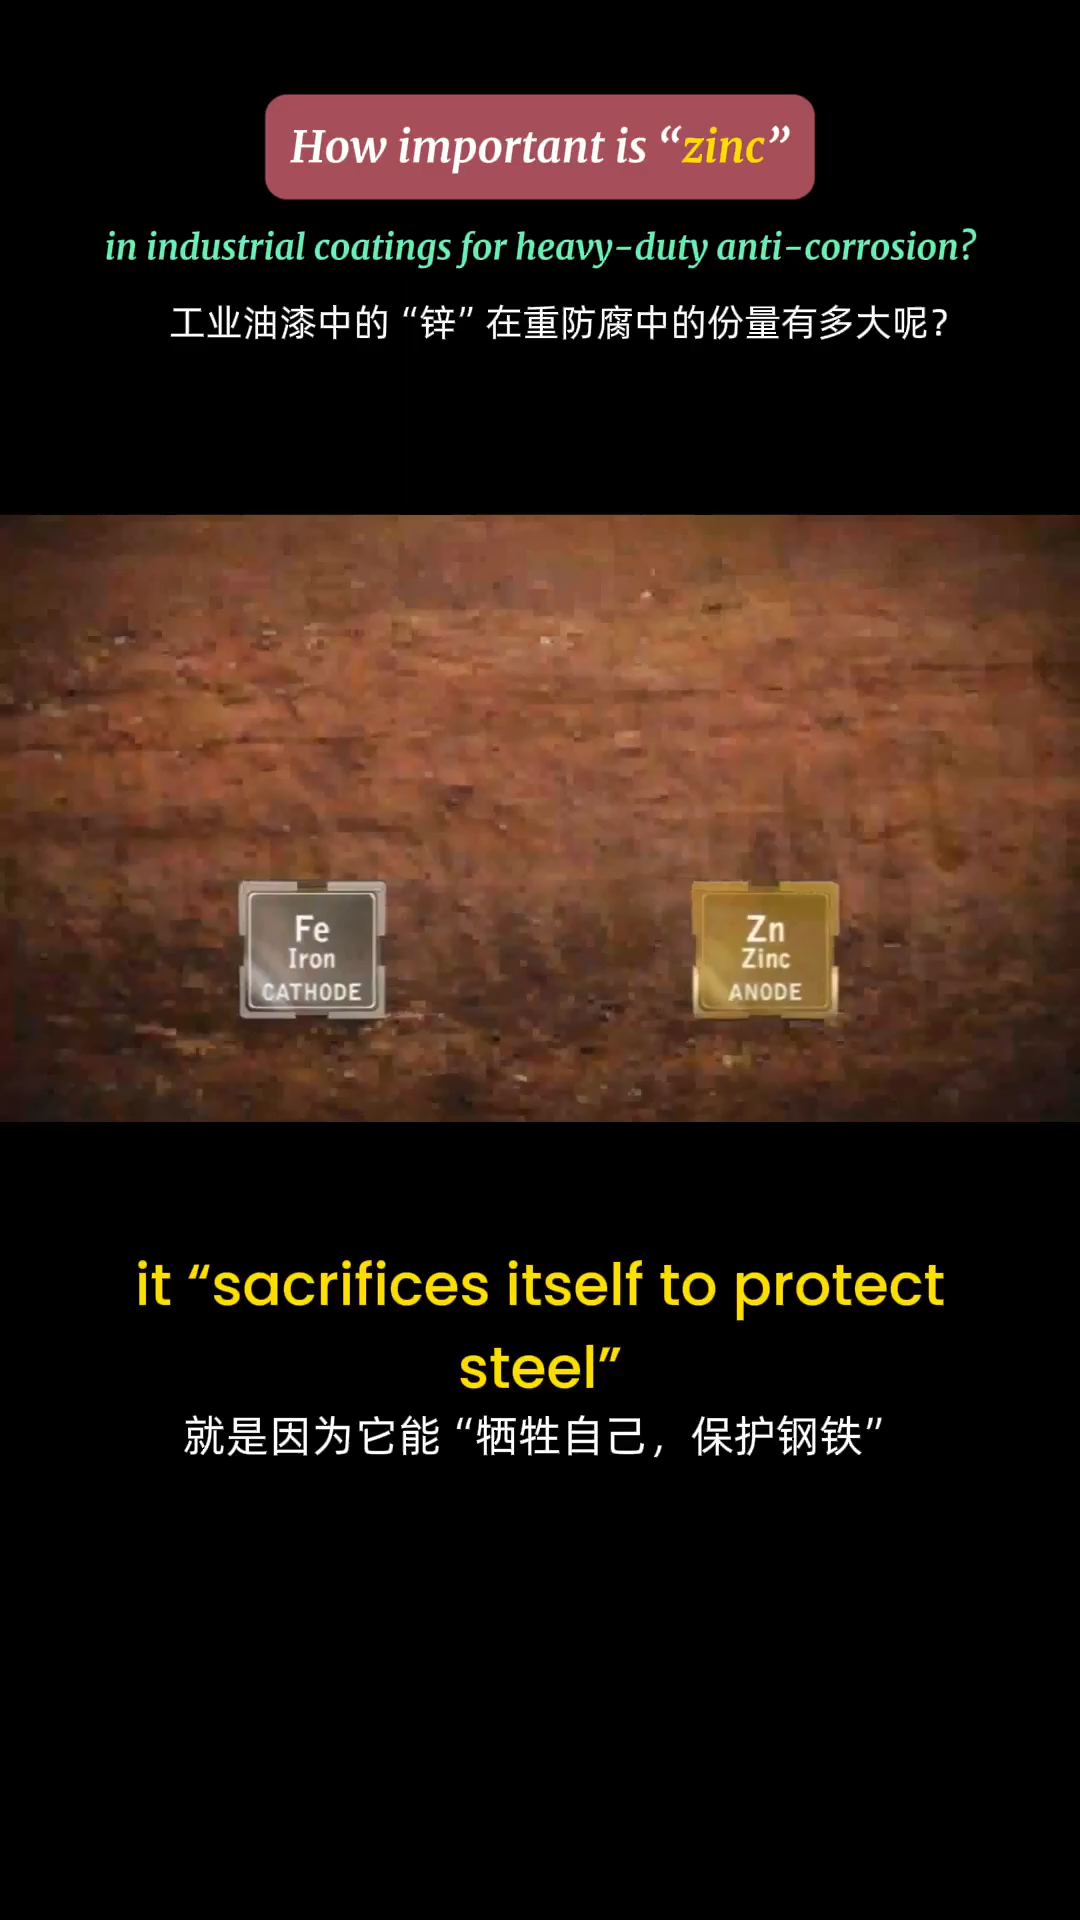 How important is “zinc”
in industrial coatings for heavy-duty anti-corrosion?
工业油漆中的“锌”在重防腐中的份量有多大呢？
Fe
Iron
CATHODE
Zn
Zinc
ANODE
it “sacrifices itself to protect
steel”
就是因为它能“牺牲自己，保护钢铁”